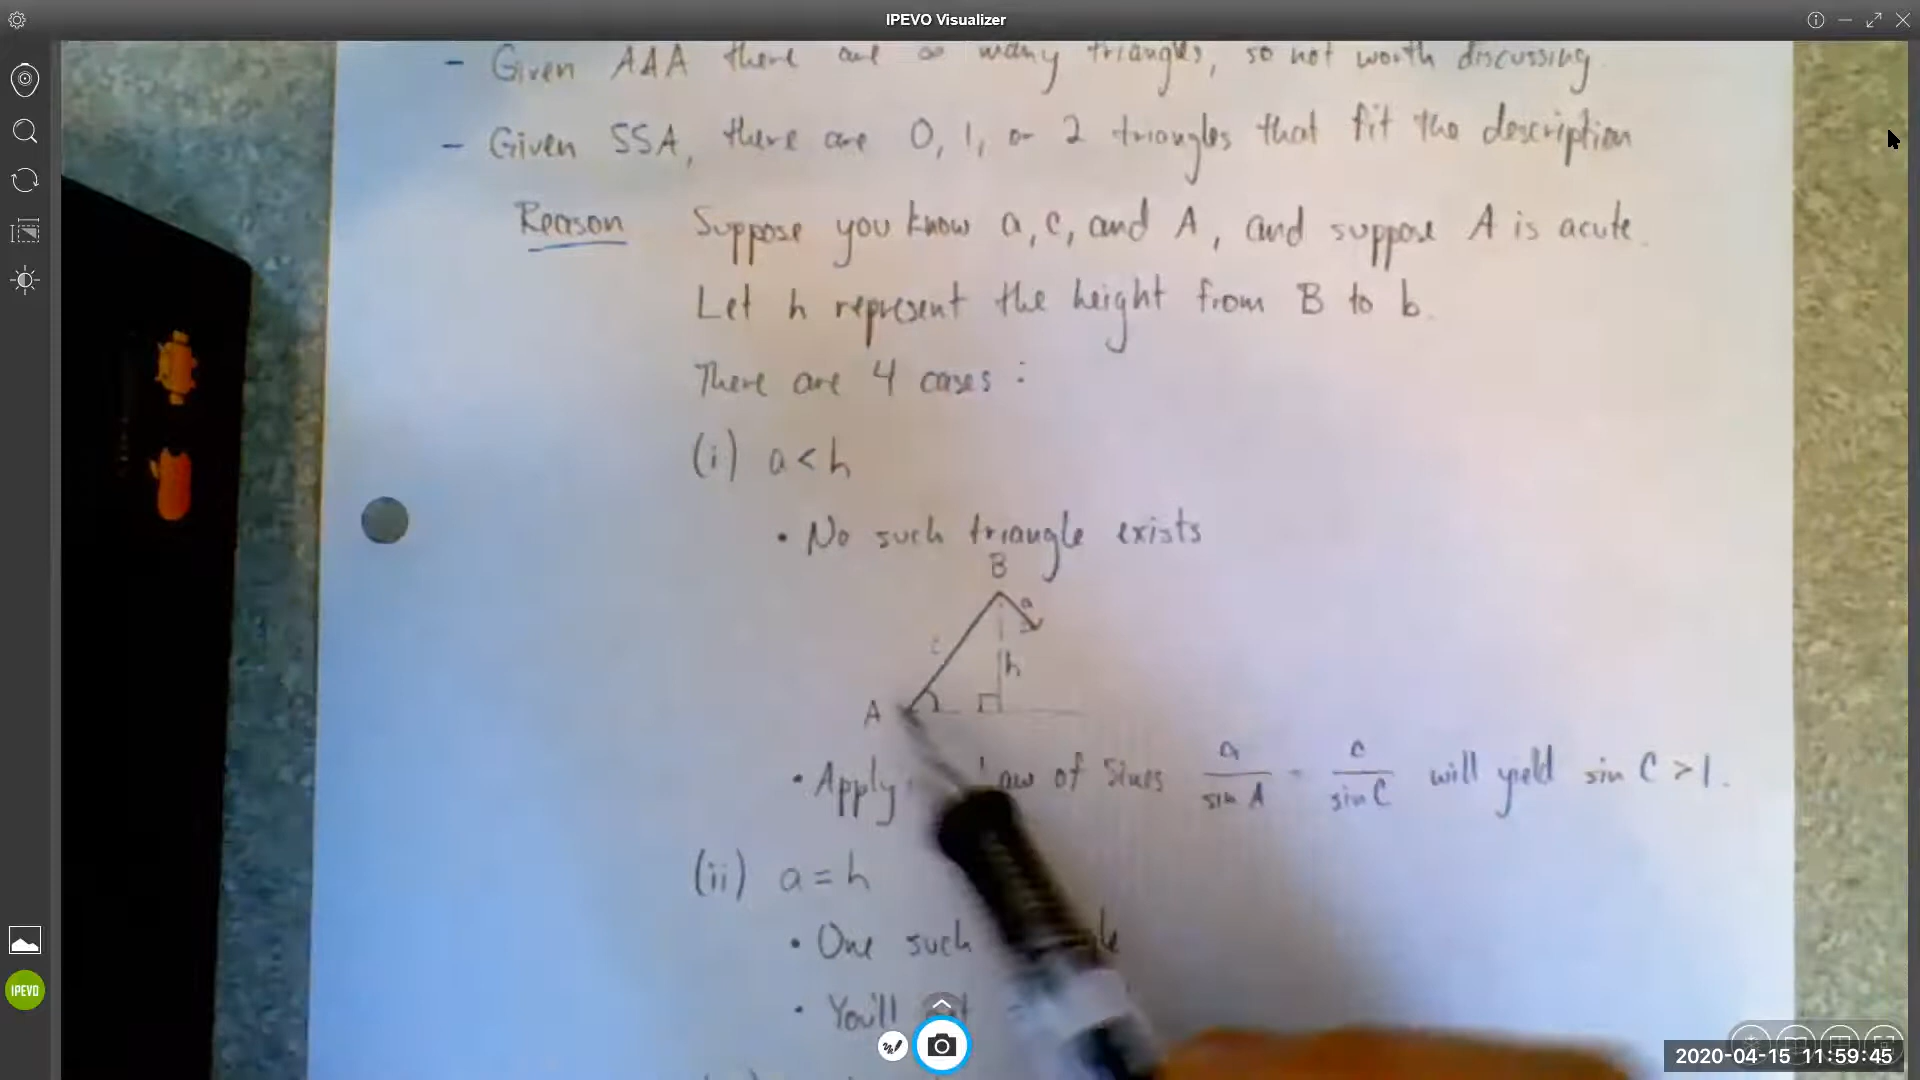 IPEVO Visualizer
- Given AAA there are ∞ many triangles, so not worth discussing.
- Given SSA, there are 0, 1, or 2 triangles that fit the description
Reason Suppose you know a, c, and A, and suppose A is acute.
Let h represent the height from B to b.
There are 4 cases:
(i) a < h
• No such triangle exists
B
a
c
h
A
• Apply Law of Sines a/sin A = c/sin C will yield sin C > 1.
(ii) a = h
• One such
• You'll
IPEVO
2020-04-15 11:59:45